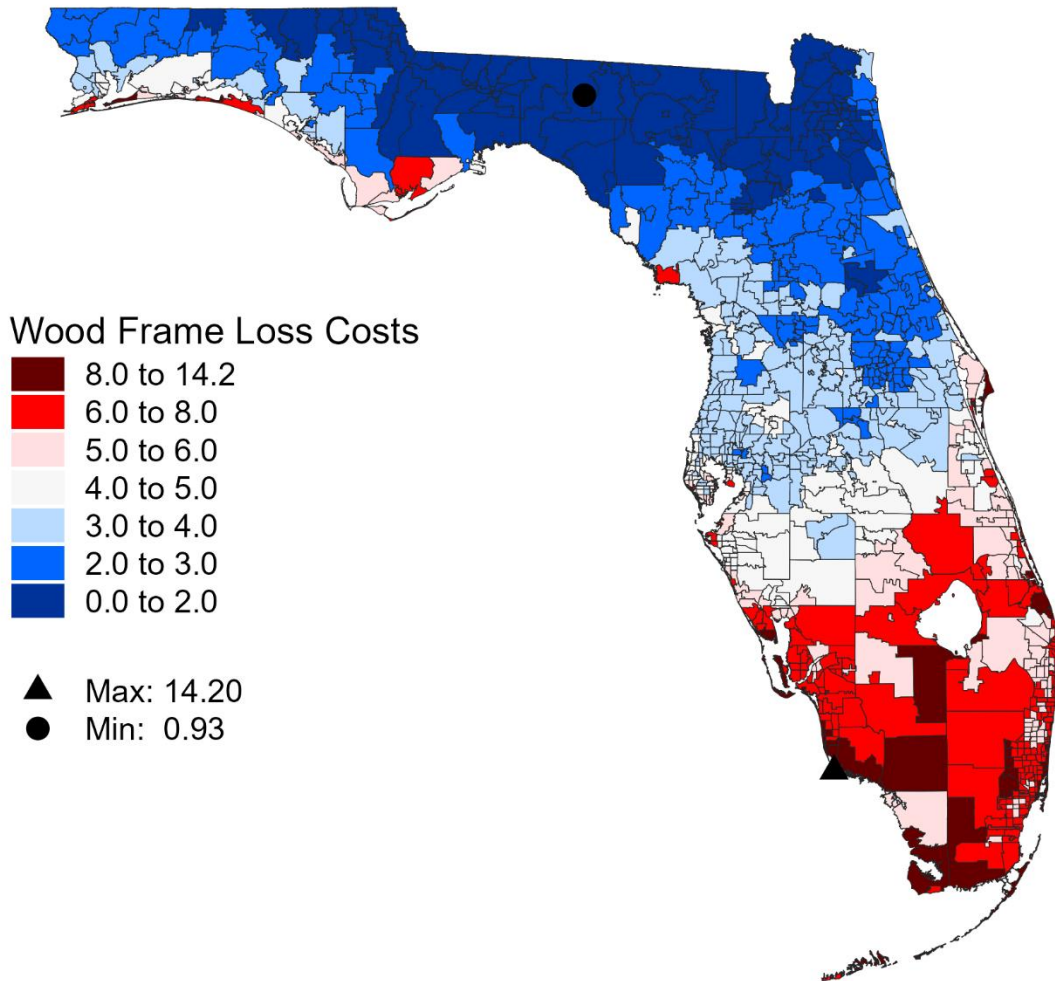 Wood Frame Loss Costs
8.0 to 14.2
6.0 to 8.0
5.0 to 6.0
4.0 to 5.0
3.0 to 4.0
2.0 to 3.0
0.0 to 2.0
Max: 14.20
Min: 0.93